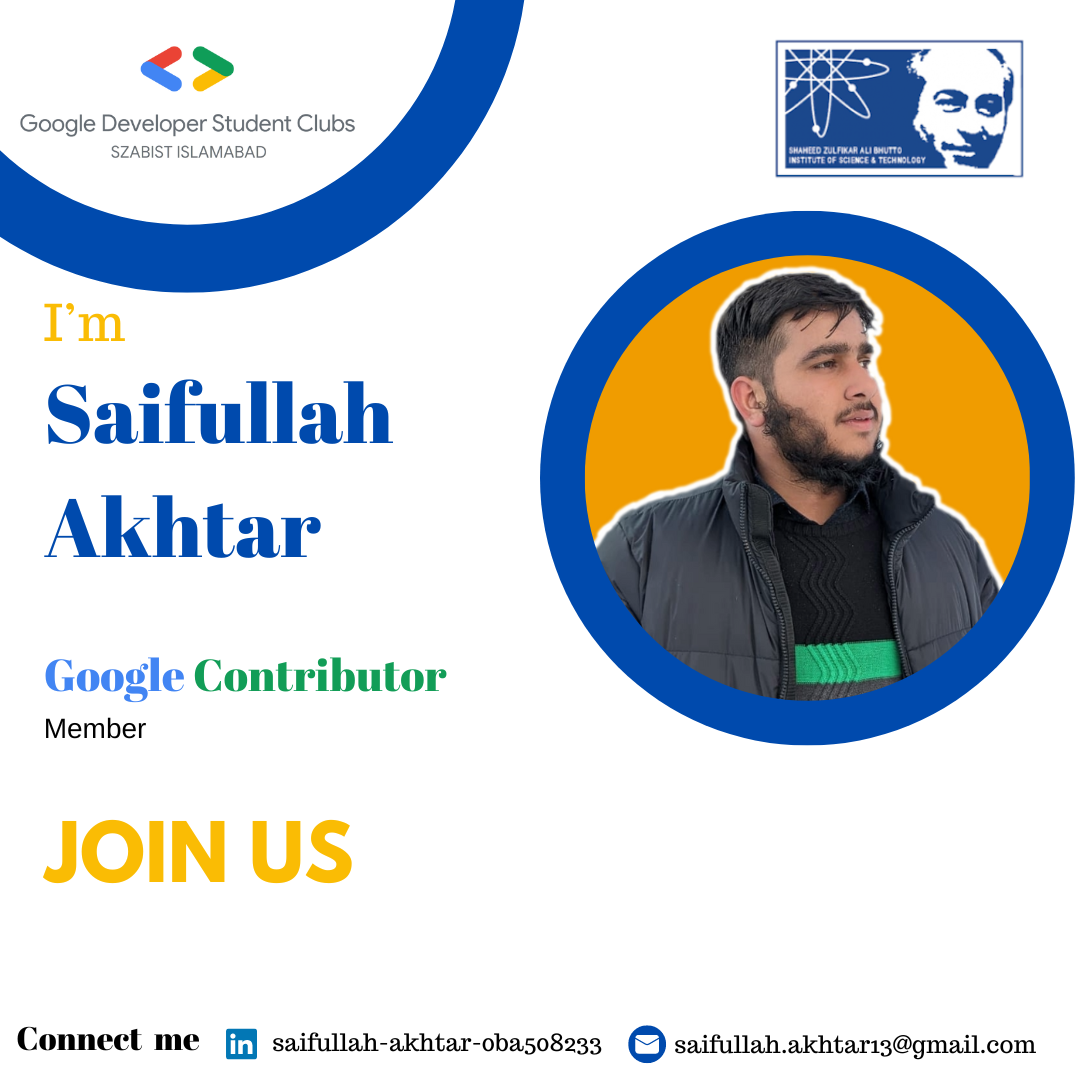 Google Developer Student Clubs
SZABIST ISLAMABAD
SHAHEED ZULFIKAR ALI BHUTTO
INSTITUTE OF SCIENCE & TECHNOLOGY
I'm
Saifullah
Akhtar
Google Contributor
Member
JOIN US
Connect me
in
saifullah-akhtar-0ba508233
saifullah.akhtar13@gmail.com